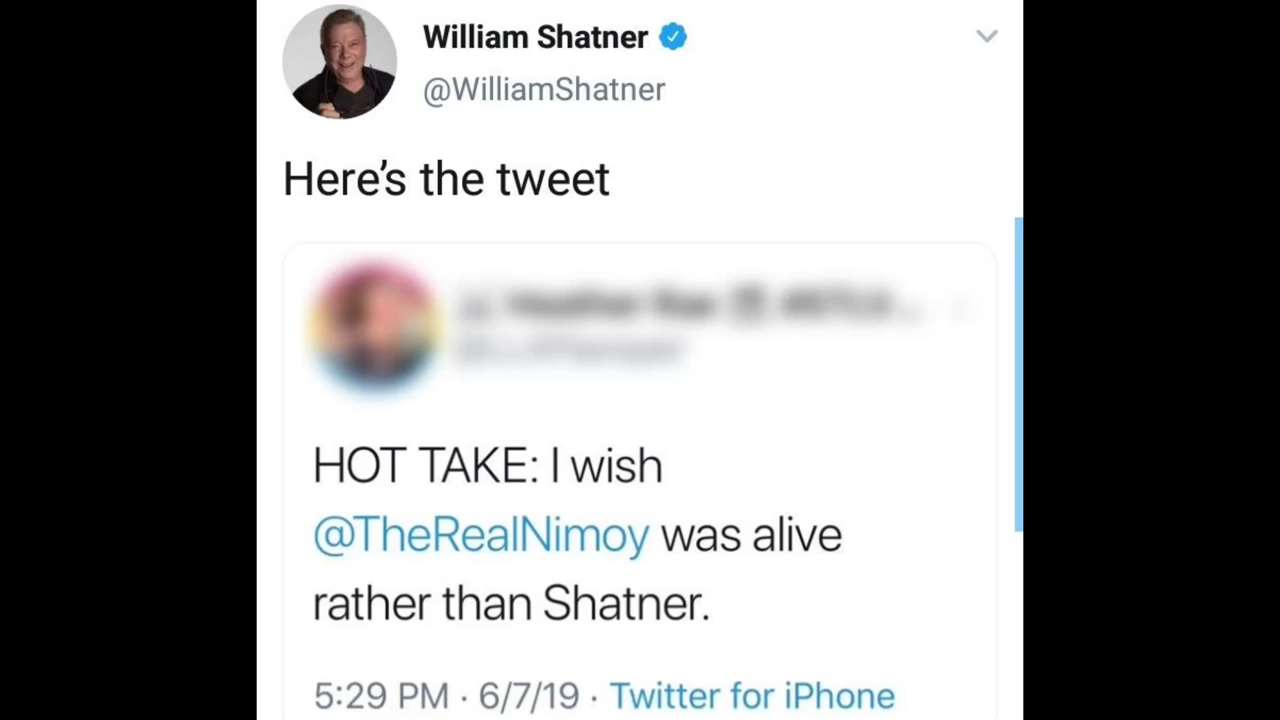 William Shatner
@WilliamShatner
Here's the tweet
HOT TAKE: I wish
@TheRealNimoy was alive
rather than Shatner.
5:29 PM · 6/7/19 · Twitter for iPhone